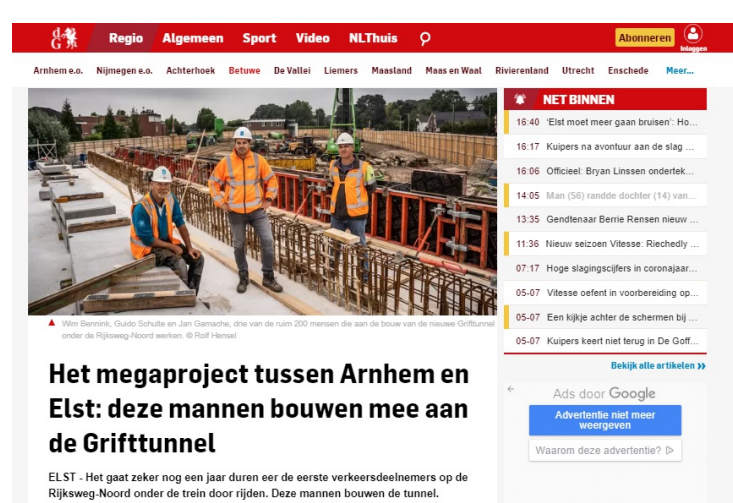 dG
Regio Algemeen Sport Video NLThuis Abonneren
Inloggen
Arnhem e.o. Nijmegen e.o. Achterhoek Betuwe De Vallei Liemers Maasland Maas en Waal Rivierenland Utrecht Enschede Meer...
NET BINNEN
16:40 'Elst moet meer gaan bruisen': Ho...
16:17 Kuipers na avontuur aan de slag ...
16:06 Officieel: Bryan Linssen ondertek...
14:05 Man (56) randde dochter (14) van...
13:35 Gendtenaar Berrie Rensen nieuw ...
11:36 Nieuw seizoen Vitesse: Riechedly ...
07:17 Hoge slagingscijfers in coronajaar...
05-07 Vitesse oefent in voorbereiding op...
05-07 Een kijkje achter de schermen bij ...
05-07 Kuipers keert niet terug in De Goff...
Bekijk alle artikelen
Wim Bennink, Guido Schulte en Jan Gamache, drie van de ruim 200 mensen die aan de bouw van de nieuwe Grifttunnel
onder de Rijksweg-Noord werken. © Rolf Hensel
Het megaproject tussen Arnhem en
Elst: deze mannen bouwen mee aan
de Grifttunnel
ELST - Het gaat zeker nog een jaar duren eer de eerste verkeersdeelnemers op de
Rijksweg-Noord onder de trein door rijden. Deze mannen bouwen de tunnel.
Ads door Google
Advertentie niet meer
weergeven
Waarom deze advertentie?